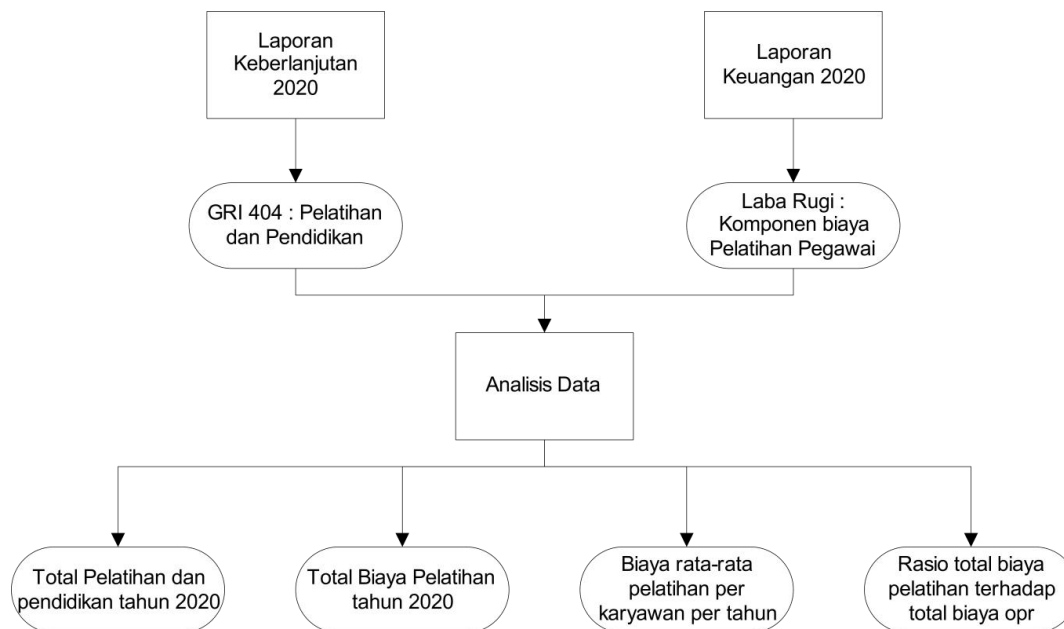 Laporan
Keberlanjutan
2020
Laporan
Keuangan 2020
GRI 404 : Pelatihan
dan Pendidikan
Laba Rugi :
Komponen biaya
Pelatihan Pegawai
Analisis Data
Total Pelatihan dan
pendidikan tahun 2020
Total Biaya Pelatihan
tahun 2020
Biaya rata-rata
pelatihan per
karyawan per tahun
Rasio total biaya
pelatihan terhadap
total biaya opr